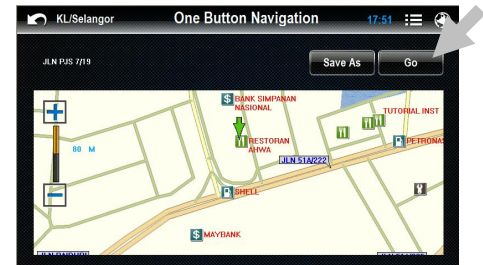 KL/Selangor
One Button Navigation
17:51
JLN PJS 7/19
Save As
Go
BANK SIMPANAN
NASIONAL
TUTORIAL INST
RESTORAN
AHWA
PETRONAS
80 M
JLN 51A/222
SHELL
MAYBANK